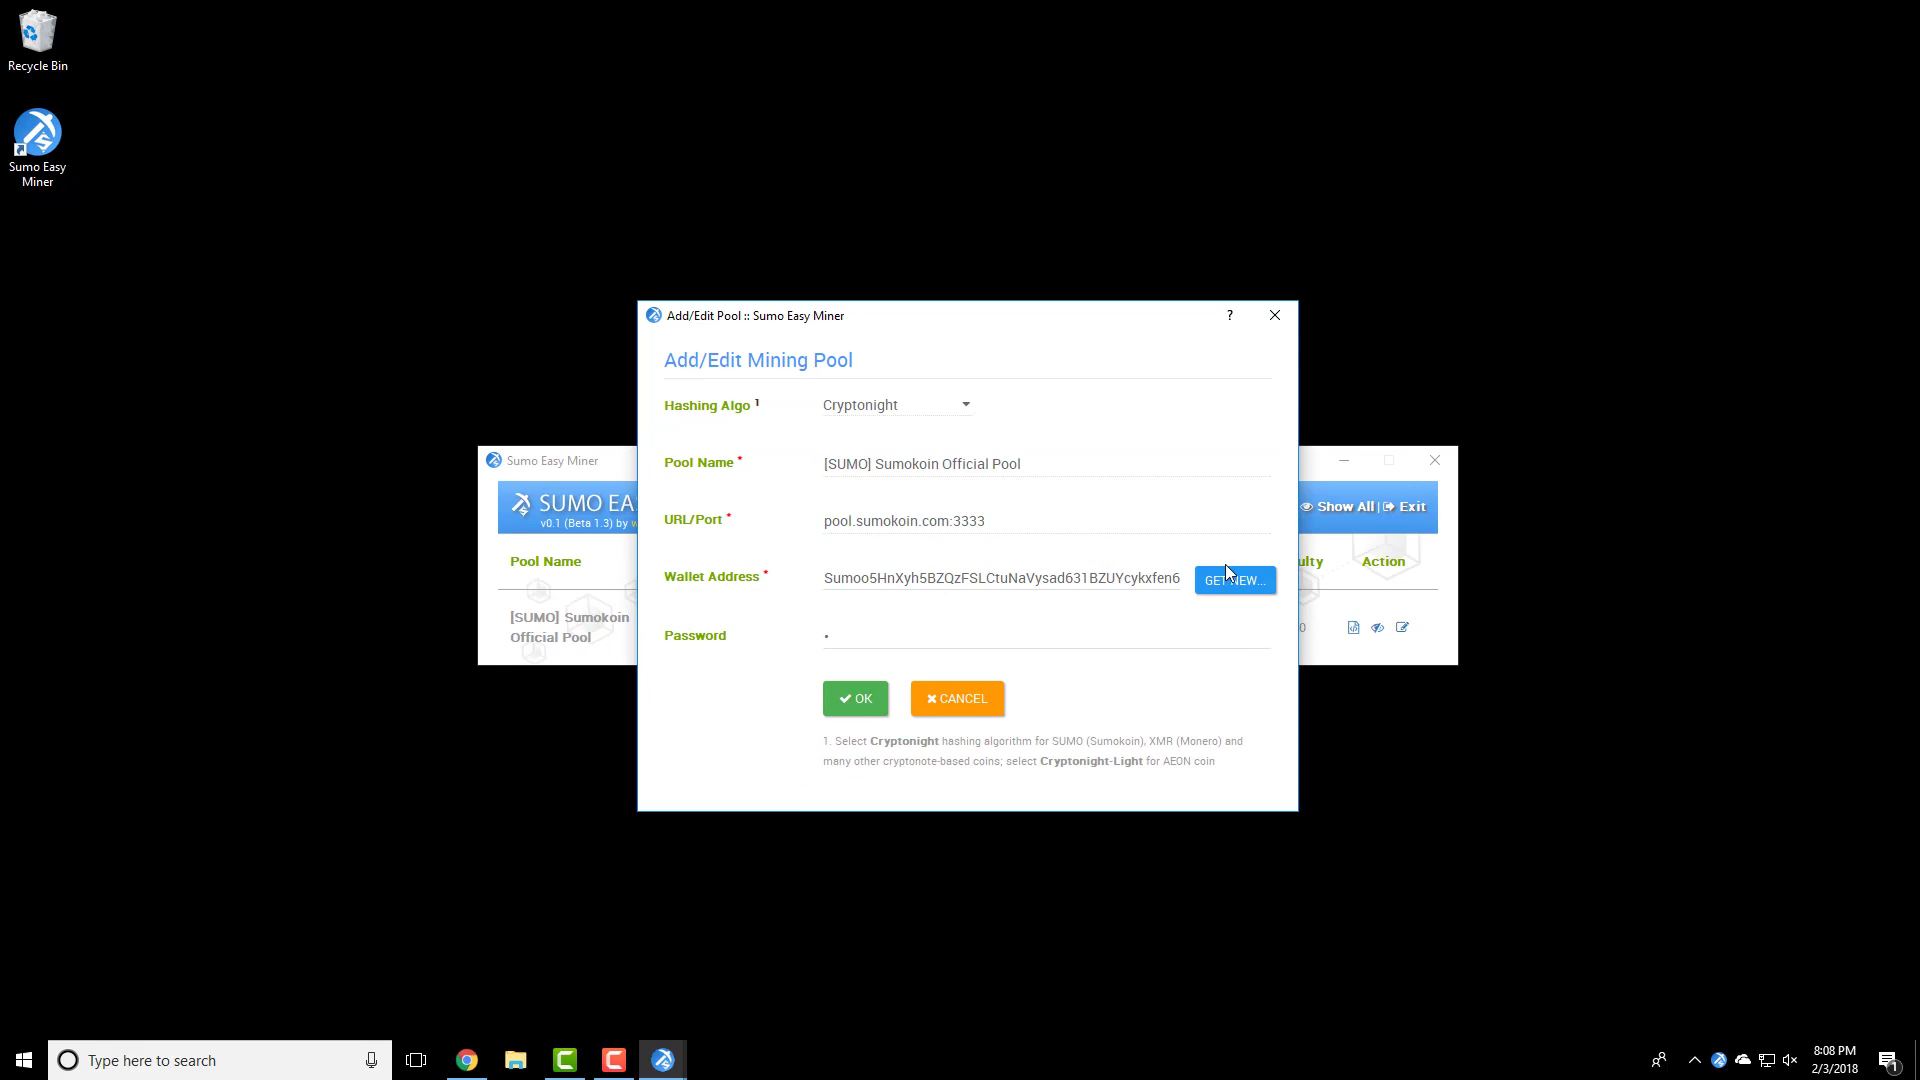 Recycle Bin
Sumo Easy
Miner
Add/Edit Pool :: Sumo Easy Miner
?
Add/Edit Mining Pool
Hashing Algo 1
Cryptonight
Pool Name *
[SUMO] Sumokoin Official Pool
URL/Port *
pool.sumokoin.com:3333
Wallet Address *
Sumoo5HnXyh5BZQzFSLCtuNaVysad631BZUYcykxfen6
GET NEW...
Password
OK
CANCEL
1. Select Cryptonight hashing algorithm for SUMO (Sumokoin), XMR (Monero) and
many other cryptonote-based coins; select Cryptonight-Light for AEON coin
Sumo Easy Miner
SUMO EA
v0.1 (Beta 1.3) by
Show All | Exit
Pool Name
ulty
Action
[SUMO] Sumokoin
Official Pool
0
Type here to search
8:08 PM
2/3/2018
1